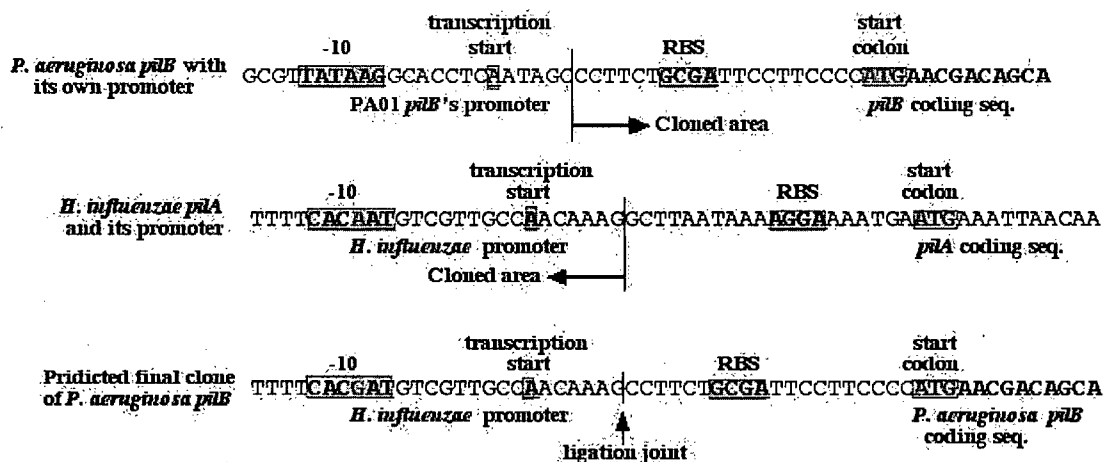 transcription
-10 start RBS start codon
P. aeruginosa pilB with its own promoter
GCGTTATAAGGCACCTCAATAGCCCTTCTGCGATTCCTTCCCCATGAACGACAGCA
PA01 pilB's promoter pilB coding seq.
Cloned area
transcription
-10 start RBS start codon
H. influenzae pilA and its promoter
TTTTCACAATGTCGTTGCCAACAAAGGCTTAATAAAAGGAAAATGAATGAAATTAACAA
H. influenzae promoter pilA coding seq.
Cloned area
transcription
-10 start RBS start codon
Pridicted final clone of P. aeruginosa pilB
TTTTCACGATGTCGTTGCCAACAAAGCCTTCTGCGATTCCTTCCCCATGAACGACAGCA
H. influenzae promoter P. aeruginosa pilB coding seq.
ligation joint